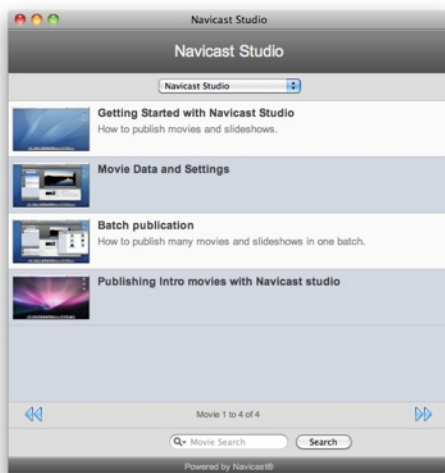 Navicast Studio
Navicast Studio
Navicast Studio
Getting Started with Navicast Studio
How to publish movies and slideshows.
Movie Data and Settings
Batch publication
How to publish many movies and slideshows in one batch.
Publishing Intro movies with Navicast studio
Movie 1 to 4 of 4
Movie Search
Search
Powered by Navicast®